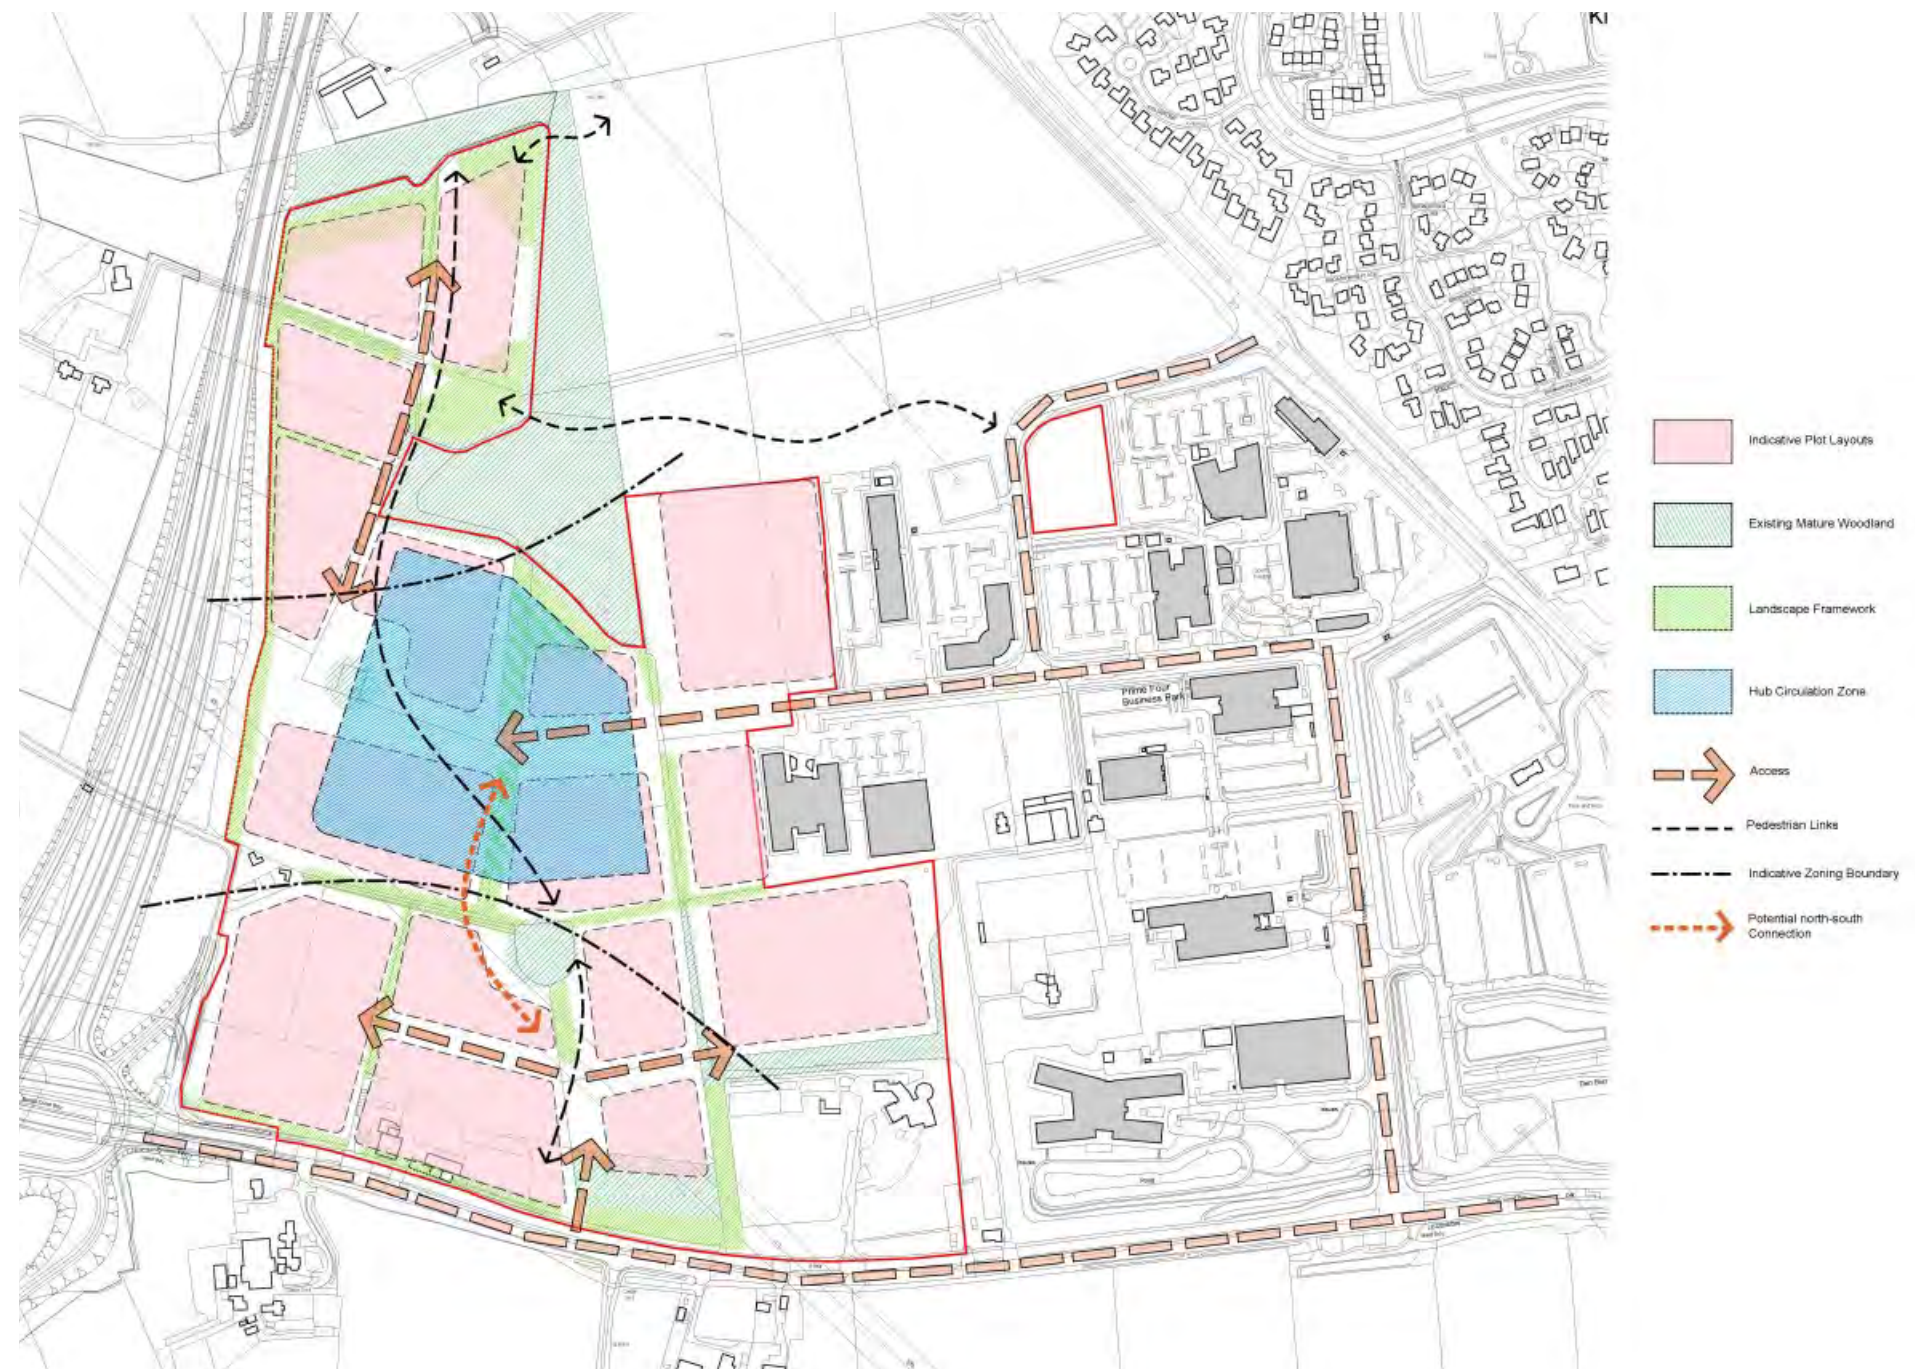 KI
Prime Four
Business Park
Indicative Plot Layouts
Existing Mature Woodland
Landscape Framework
Hub Circulation Zone
Access
Pedestrian Links
Indicative Zoning Boundary
Potential north-south
Connection